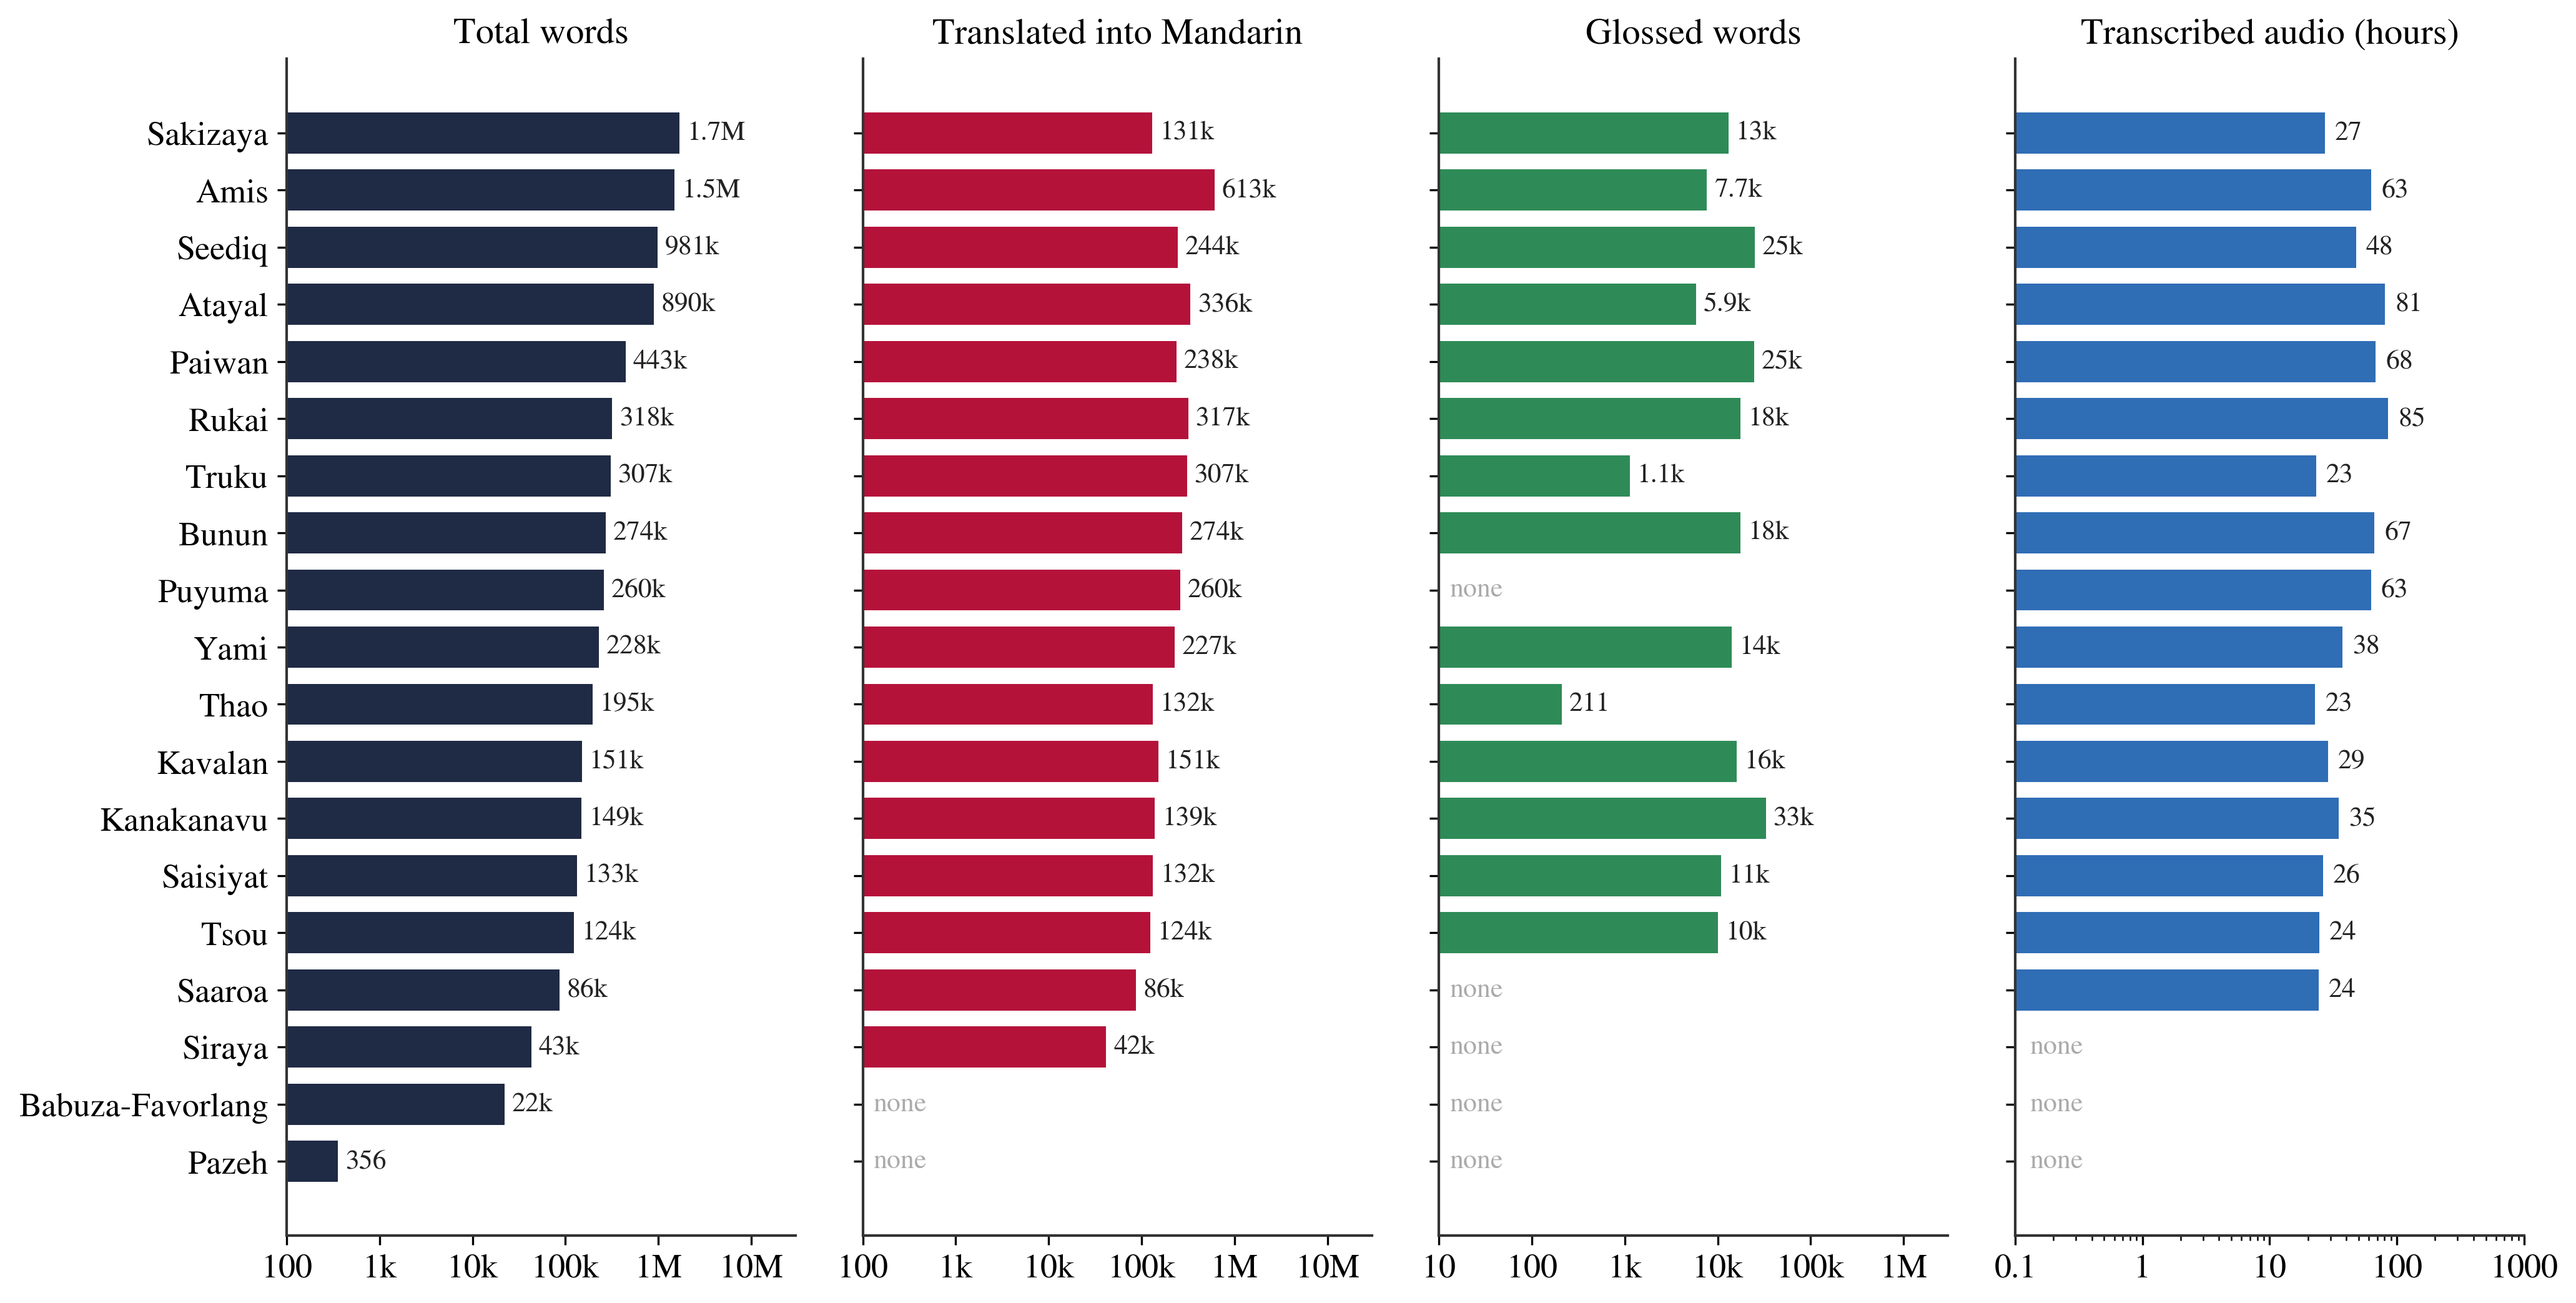 Total words Translated into Mandarin Glossed words Transcribed audio (hours)
Sakizaya 1.7M 131k 13k 27
Amis 1.5M 613k 7.7k 63
Seediq 981k 244k 25k 48
Atayal 890k 336k 5.9k 81
Paiwan 443k 238k 25k 68
Rukai 318k 317k 18k 85
Truku 307k 307k 1.1k 23
Bunun 274k 274k 18k 67
Puyuma 260k 260k none 63
Yami 228k 227k 14k 38
Thao 195k 132k 211 23
Kavalan 151k 151k 16k 29
Kanakanavu 149k 139k 33k 35
Saisiyat 133k 132k 11k 26
Tsou 124k 124k 10k 24
Saaroa 86k 86k none 24
Siraya 43k 42k none none
Babuza-Favorlang 22k none none none
Pazeh 356 none none none
100 1k 10k 100k 1M 10M 100 1k 10k 100k 1M 10M 10 100 1k 10k 100k 1M 0.1 1 10 100 1000